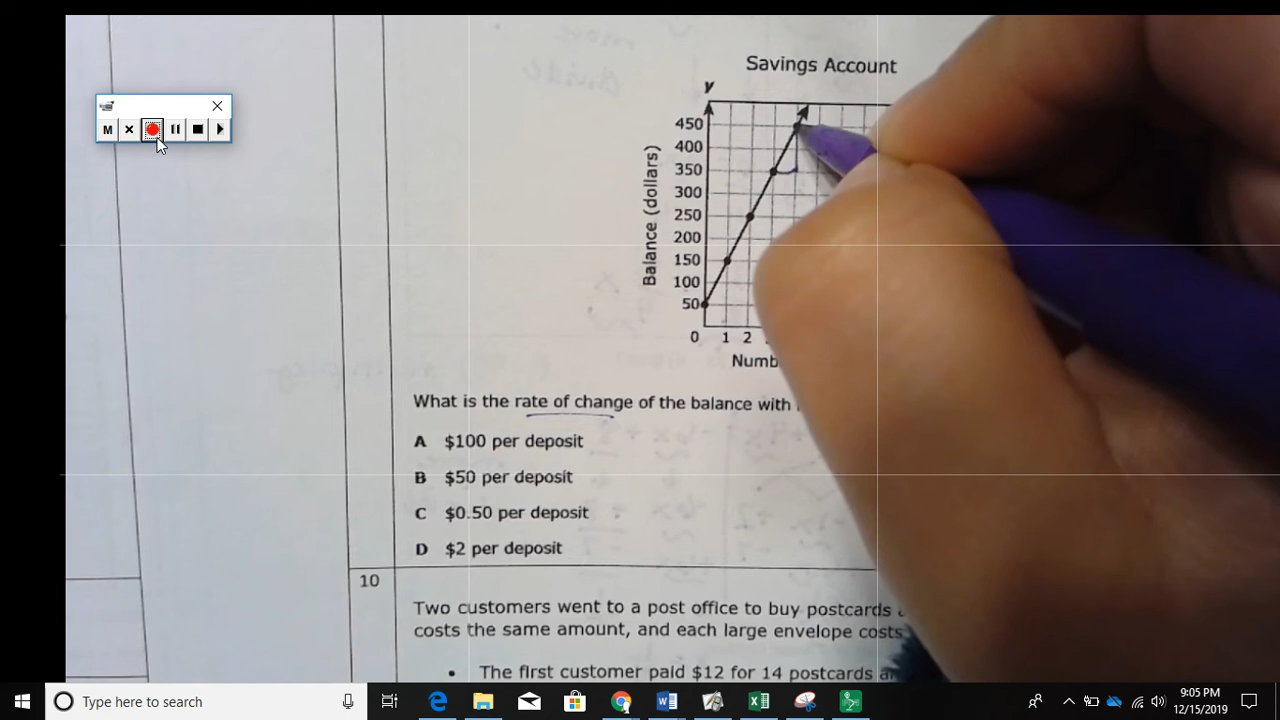 Savings Account
y
M
450
400
350
300
250
200
150
100
50
0
1 2
Balance (dollars)
Numb
What is the rate of change of the balance with
A $100 per deposit
B $50 per deposit
C $0.50 per deposit
D $2 per deposit
10
Two customers went to a post office to buy postcards
costs the same amount, and each large envelope costs
• The first customer paid $12 for 14 postcards
Type here to search
9:05 PM
12/15/2019